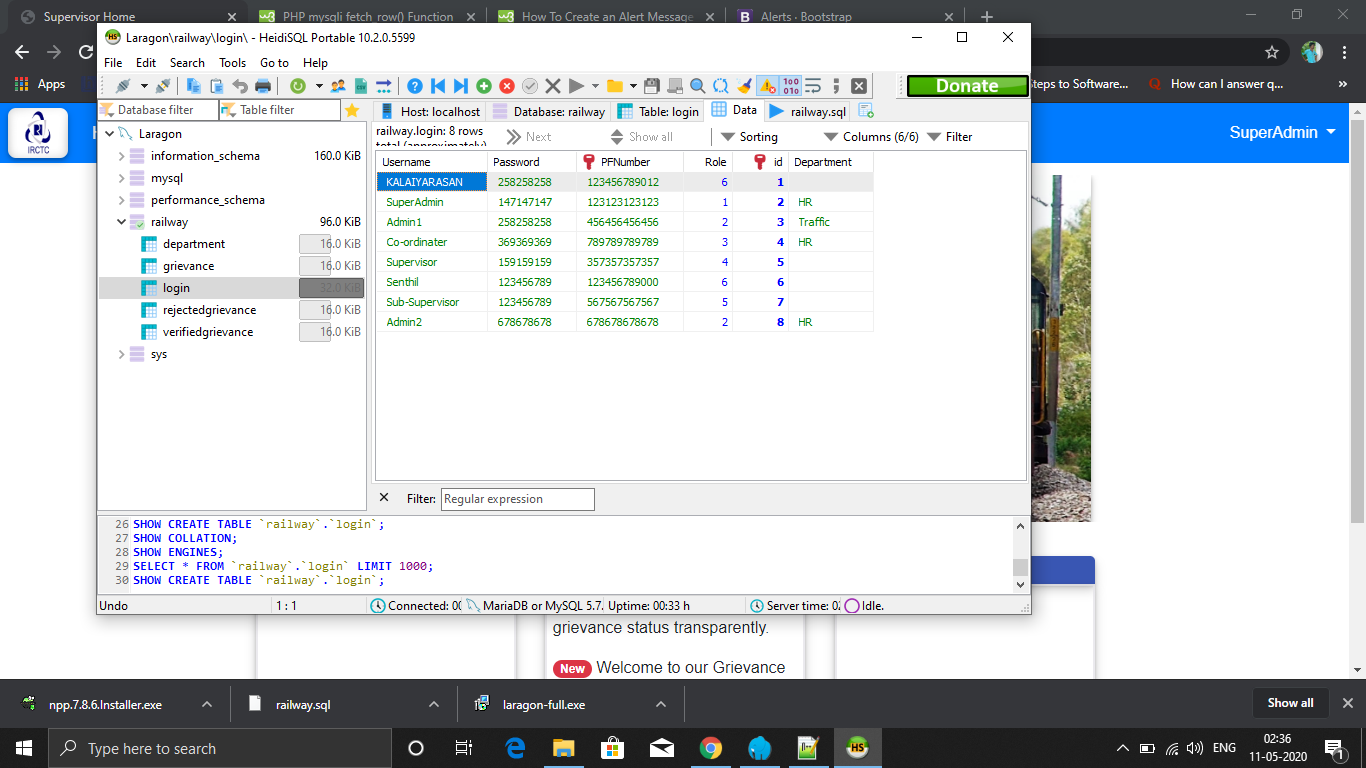 Supervisor Home
PHP mysqli fetch_row() Function
How To Create an Alert Message
Alerts · Bootstrap
Laragon\railway\login\ - HeidiSQL Portable 10.2.0.5599
File Edit Search Tools Go to Help
Apps
Donate
Steps to Software...
How can I answer q...
Database filter
Table filter
Host: localhost
Database: railway
Table: login
Data
railway.sql
railway.login: 8 rows
total (approximately)
Next
Show all
Sorting
Columns (6/6)
Filter
IRCTC
SuperAdmin
Laragon
information_schema 160.0 KiB
mysql
performance_schema
railway 96.0 KiB
department 16.0 KiB
grievance 16.0 KiB
login 32.0 KiB
rejectedgrievance 16.0 KiB
verifiedgrievance 16.0 KiB
sys
Username Password PFNumber Role id Department
KALAIYARASAN 258258258 123456789012 6 1
SuperAdmin 147147147 123123123123 1 2 HR
Admin1 258258258 456456456456 2 3 Traffic
Co-ordinater 369369369 789789789789 3 4 HR
Supervisor 159159159 357357357357 4 5
Senthil 123456789 123456789000 6 6
Sub-Supervisor 123456789 567567567567 5 7
Admin2 678678678 678678678678 2 8 HR
Filter: Regular expression
26 SHOW CREATE TABLE `railway`.`login`;
27 SHOW COLLATION;
28 SHOW ENGINES;
29 SELECT * FROM `railway`.`login` LIMIT 1000;
30 SHOW CREATE TABLE `railway`.`login`;
Undo
1 : 1
Connected: 00
MariaDB or MySQL 5.7.
Uptime: 00:33 h
Server time: 02
Idle.
grievance status transparently.
New Welcome to our Grievance
npp.7.8.6.Installer.exe
railway.sql
laragon-full.exe
Show all
Type here to search
ENG
02:36
11-05-2020
1